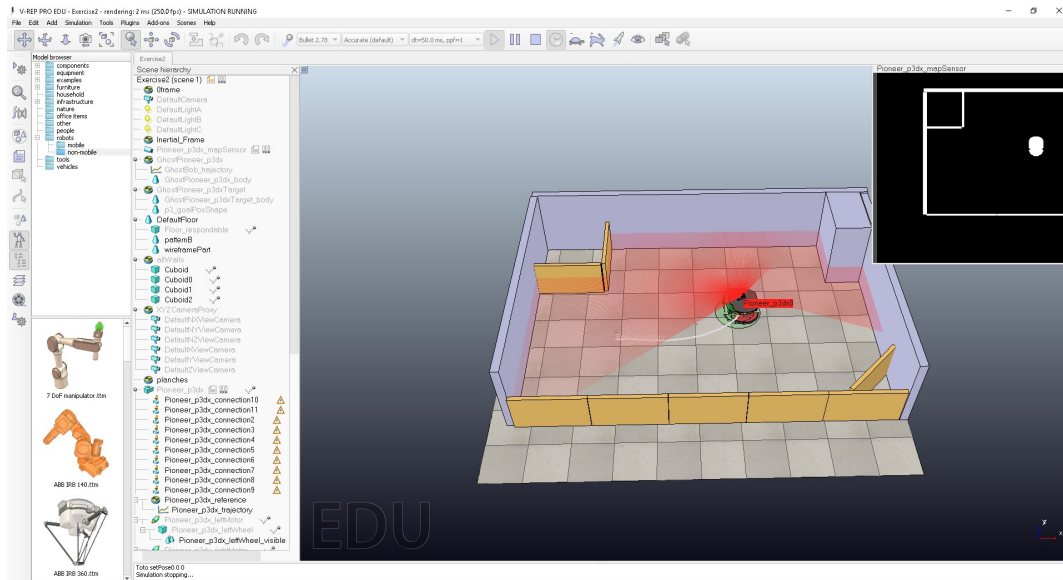 V-REP PRO EDU - Exercise2 - rendering: 2 ms (250.0 fps) - SIMULATION RUNNING
File Edit Add Simulation Tools Plugins Add-ons Scenes Help
Bullet 2.78 Accurate (default) dt=50.0 ms, ppf=1
Model browser
components
equipment
examples
furniture
household
infrastructure
nature
office items
other
people
robots
mobile
non-mobile
tools
vehicles
7 DoF manipulator.ttm
ABB IRB 140.ttm
ABB IRB 360.ttm
Exercise2
Scene hierarchy
Exercise2 (scene 1)
0frame
DefaultCamera
DefaultLightA
DefaultLightB
DefaultLightC
Inertial_Frame
Pioneer_p3dx_mapSensor
GhostPioneer_p3dx
GhostBob_trajectory
GhostPioneer_p3dx_body
GhostPioneer_p3dxTarget
GhostPioneer_p3dxTarget_body
p3_goalPosShape
DefaultFloor
Floor_respondable
patternB
wireframePart
allWalls
Cuboid
Cuboid0
Cuboid1
Cuboid2
XYZCameraProxy
DefaultNXViewCamera
DefaultNYViewCamera
DefaultNZViewCamera
DefaultXViewCamera
DefaultYViewCamera
DefaultZViewCamera
planches
Pioneer_p3dx
Pioneer_p3dx_connection10
Pioneer_p3dx_connection11
Pioneer_p3dx_connection2
Pioneer_p3dx_connection3
Pioneer_p3dx_connection4
Pioneer_p3dx_connection5
Pioneer_p3dx_connection6
Pioneer_p3dx_connection7
Pioneer_p3dx_connection8
Pioneer_p3dx_connection9
Pioneer_p3dx_reference
Pioneer_p3dx_trajectory
Pioneer_p3dx_leftMotor
Pioneer_p3dx_leftWheel
Pioneer_p3dx_leftWheel_visible
Pioneer_p3dx_mapSensor
Pioneer_p3dx0
EDU
y
x
Toto setPose0 0.0
Simulation stopping...